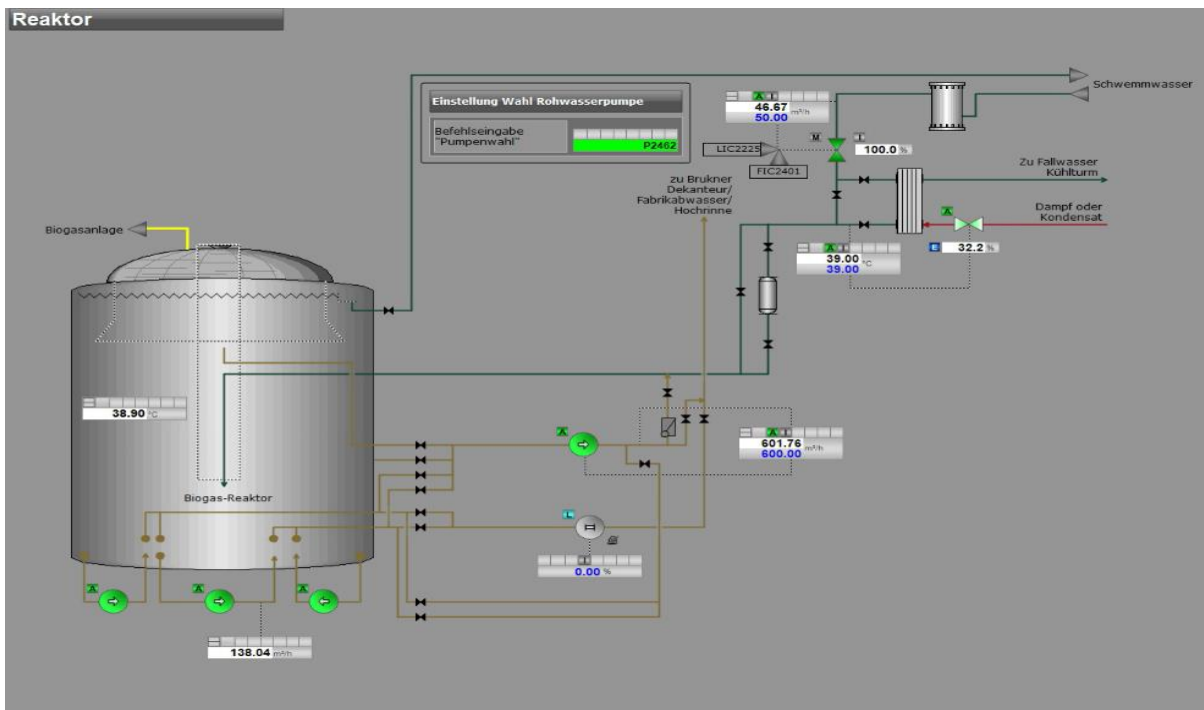 Reaktor
Schwemmwasser
Einstellung Wahl Rohwasserpumpe
Befehlseingabe
"Pumpenwahl"
P2462
A I
46.67 m³/h
50.00
LIC2225
FIC2401
M
I
100.0 %
zu Brukner
Dekanteur/
Fabrikabwasser/
Hochrinne
Zu Fallwasser
Kühlturm
Dampf oder
Kondensat
A
E
32.2 %
A I
39.00 °C
39.00
Biogasanlage
38.90 °C
Biogas-Reaktor
A
A I
601.76 m³/h
600.00
L
I
0.00 %
A
A
A
138.04 m³/h